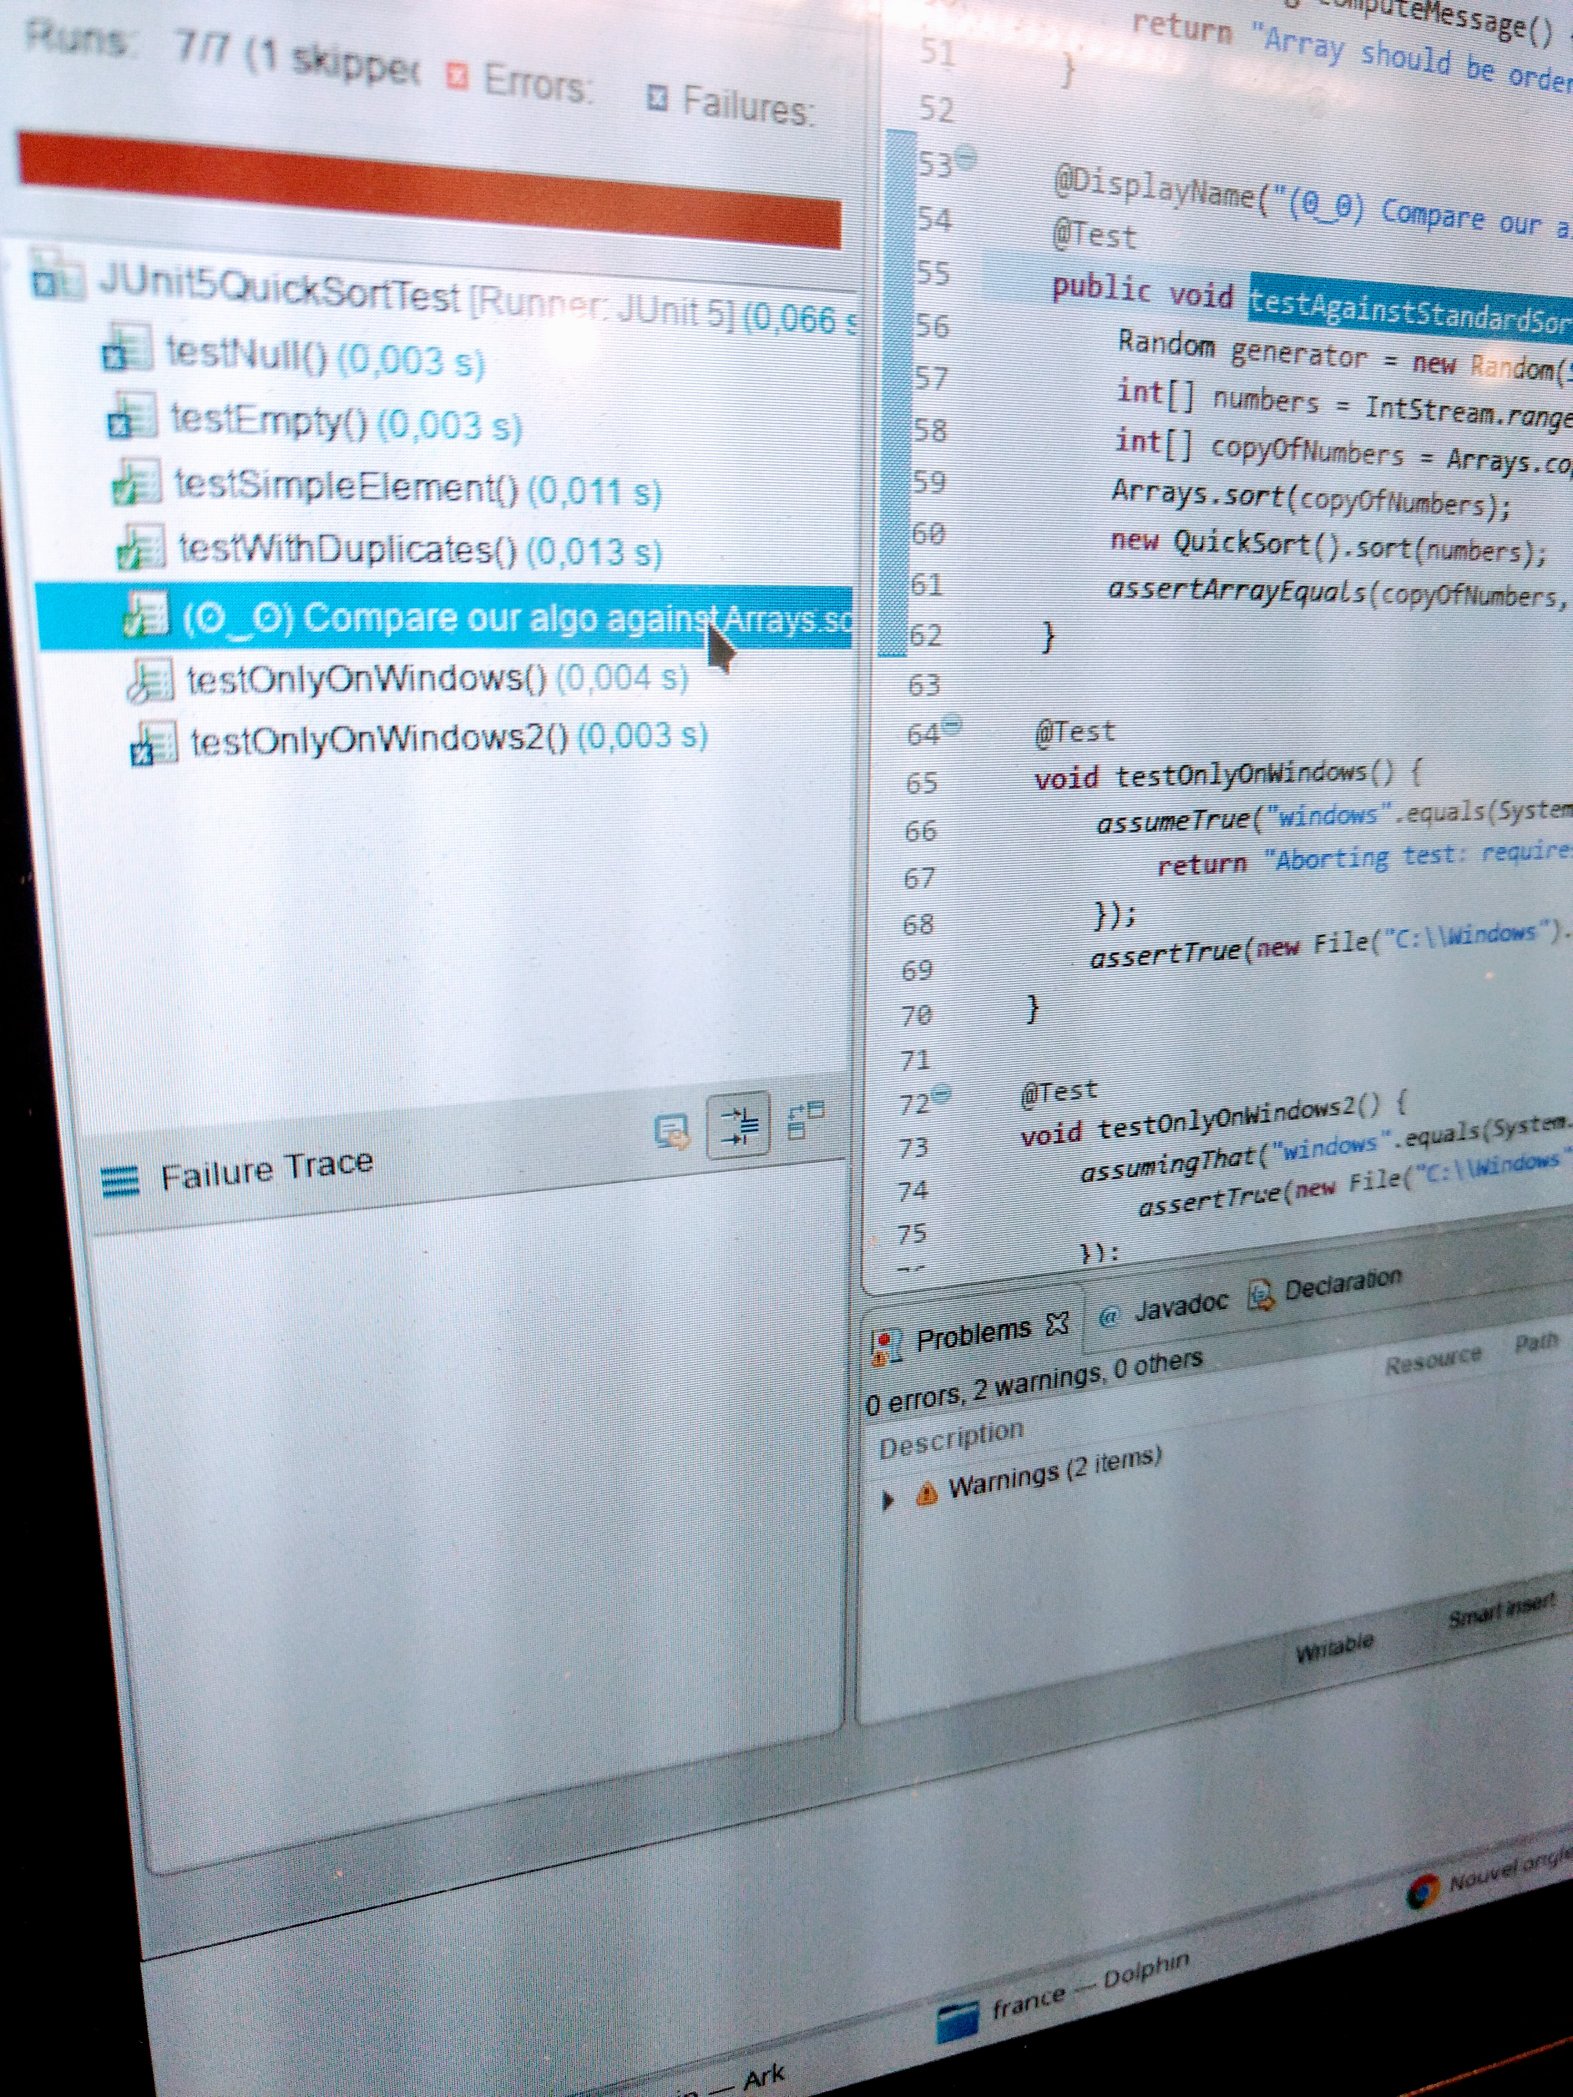 Runs: 7/7 (1 skipped Errors: Failures:
JUnit5QuickSortTest [Runner: JUnit 5] (0,066 s
testNull() (0,003 s)
testEmpty() (0,003 s)
testSimpleElement() (0,011 s)
testWithDuplicates() (0,013 s)
(ʘ_ʘ) Compare our algo against Arrays.so
testOnlyOnWindows() (0,004 s)
testOnlyOnWindows2() (0,003 s)
Failure Trace
computeMessage()
51 return "Array should be order
}
52
53 @DisplayName("(ʘ_ʘ) Compare our a
54 @Test
55 public void testAgainstStandardSor
56 Random generator = new Random(
57 int[] numbers = IntStream.range
58 int[] copyOfNumbers = Arrays.co
59 Arrays.sort(copyOfNumbers);
60 new QuickSort().sort(numbers);
61 assertArrayEquals(copyOfNumbers,
62 }
63
64 @Test
65 void testOnlyOnWindows() {
66 assumeTrue("windows".equals(System
67 return "Aborting test: require
68 });
69 assertTrue(new File("C:\\Windows").
70 }
71
72 @Test
73 void testOnlyOnWindows2() {
74 assumingThat("windows".equals(System.
75 assertTrue(new File("C:\\Windows"
});
Problems @ Javadoc Declaration
0 errors, 2 warnings, 0 others
Description Resource Path
Warnings (2 items)
Writable Smart Insert
Nouvel ongle
france — Dolphin
— Ark